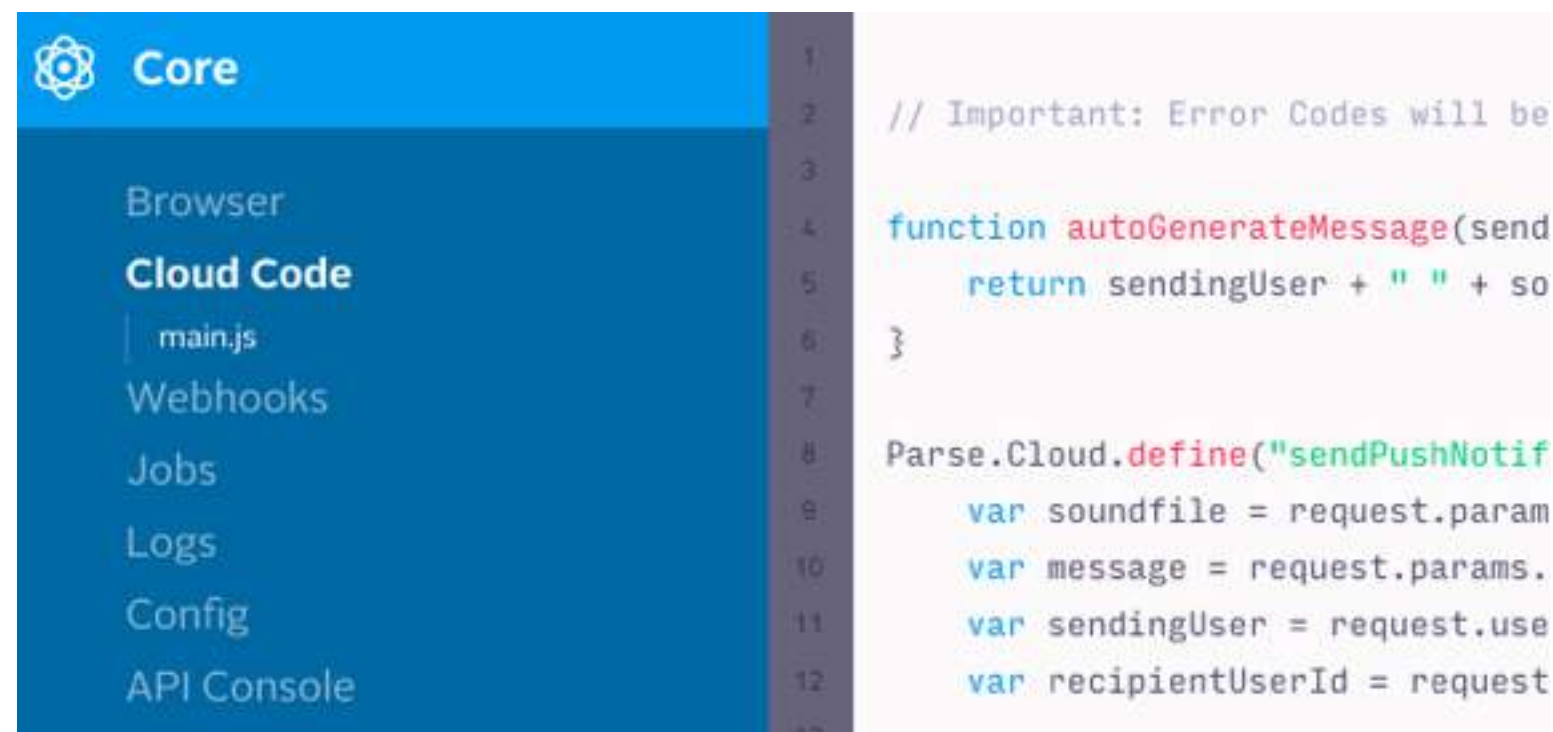 Core
Browser
Cloud Code
main.js
Webhooks
Jobs
Logs
Config
API Console
1
2 // Important: Error Codes will be
3
4 function autoGenerateMessage(send
5 return sendingUser + " " + so
6 }
7
8 Parse.Cloud.define("sendPushNotif
9 var soundfile = request.param
10 var message = request.params.
11 var sendingUser = request.use
12 var recipientUserId = request